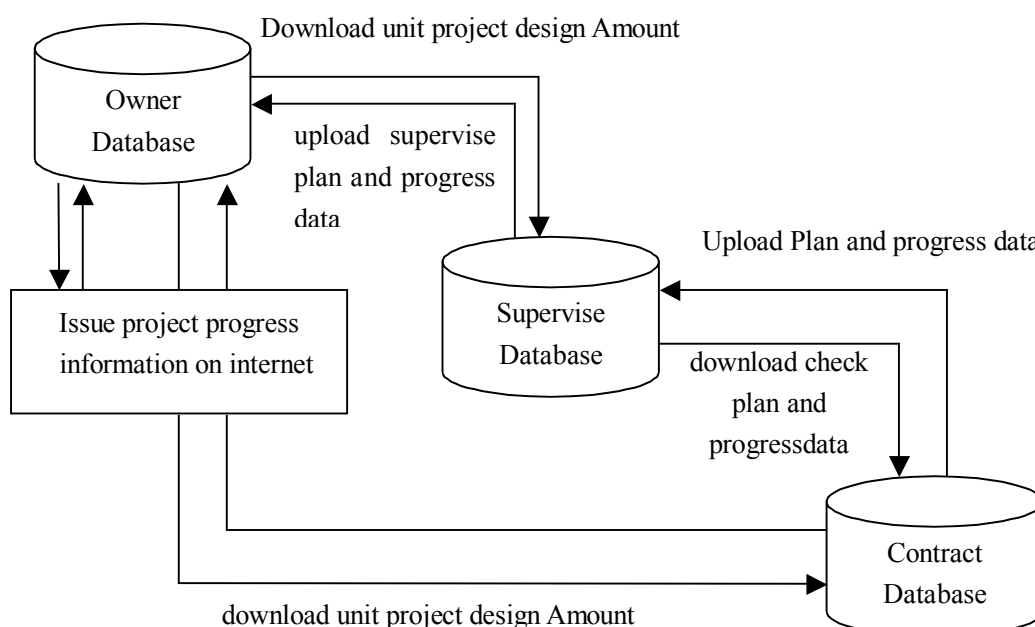 Download unit project design Amount
Owner
Database
upload supervise
plan and progress
data
Upload Plan and progress data
Issue project progress
information on internet
Supervise
Database
download check
plan and
progressdata
Contract
Database
download unit project design Amount